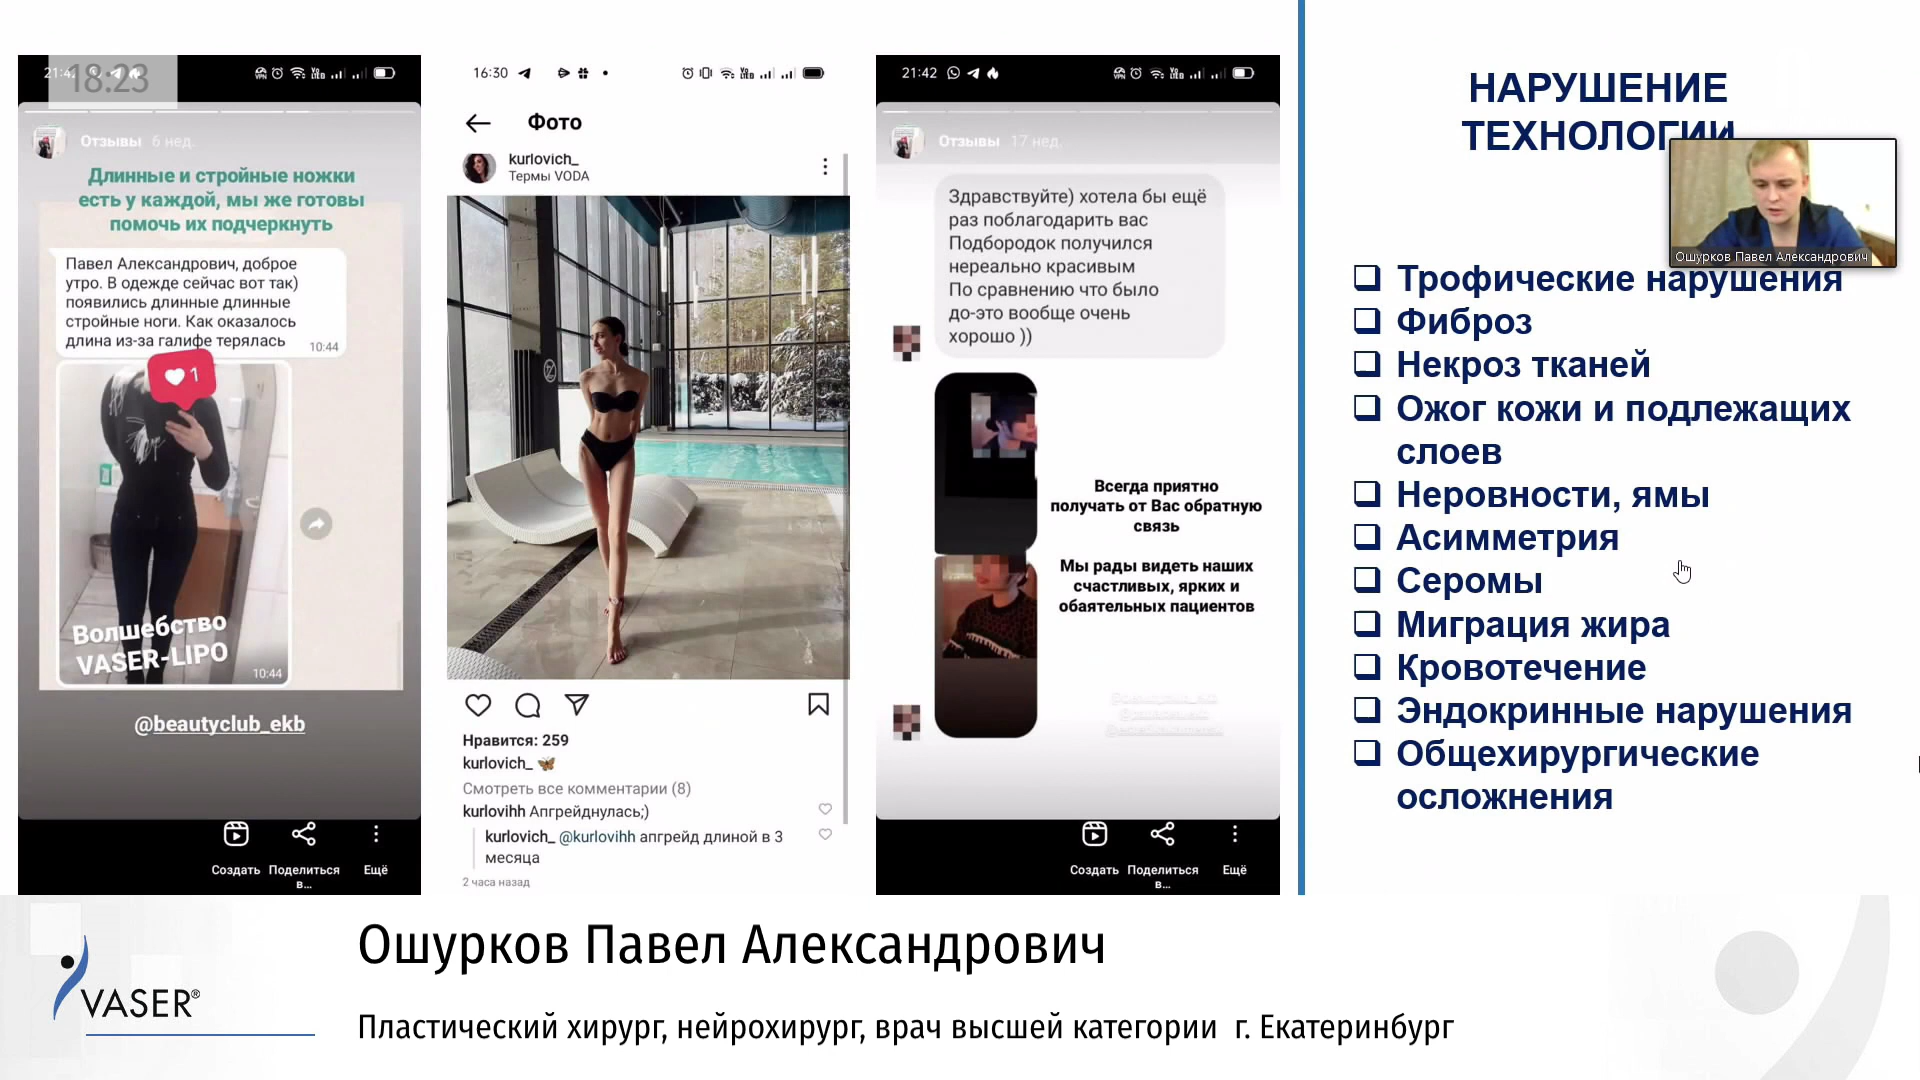 18:23
21:42
Отзывы 6 нед.
Длинные и стройные ножки
есть у каждой, мы же готовы
помочь их подчеркнуть
Павел Александрович, доброе
утро. В одежде сейчас вот так)
появились длинные длинные
стройные ноги. Как оказалось
длина из-за галифе терялась
10:44
1
Волшебство
VASER-LIPO
10:44
@beautyclub_ekb
Создать
Поделиться
в...
Ещё
16:30
Фото
kurlovich_
Термы VODA
Нравится: 259
kurlovich_
Смотреть все комментарии (8)
kurlovihh Апгрейднулась;)
kurlovich_ @kurlovihh апгрейд длиной в 3
месяца
2 часа назад
21:42
Отзывы 17 нед.
Здравствуйте) хотела бы ещё
раз поблагодарить вас
Подбородок получился
нереально красивым
По сравнению что было
до-это вообще очень
хорошо ))
Всегда приятно
получать от Вас обратную
связь
Мы рады видеть наших
счастливых, ярких и
обаятельных пациентов
Создать
Поделиться
в...
Ещё
НАРУШЕНИЕ
ТЕХНОЛОГИИ
Ошурков Павел Александрович
Трофические нарушения
Фиброз
Некроз тканей
Ожог кожи и подлежащих
слоев
Неровности, ямы
Асимметрия
Серомы
Миграция жира
Кровотечение
Эндокринные нарушения
Общехирургические
осложнения
VASER®
Ошурков Павел Александрович
Пластический хирург, нейрохирург, врач высшей категории г. Екатеринбург